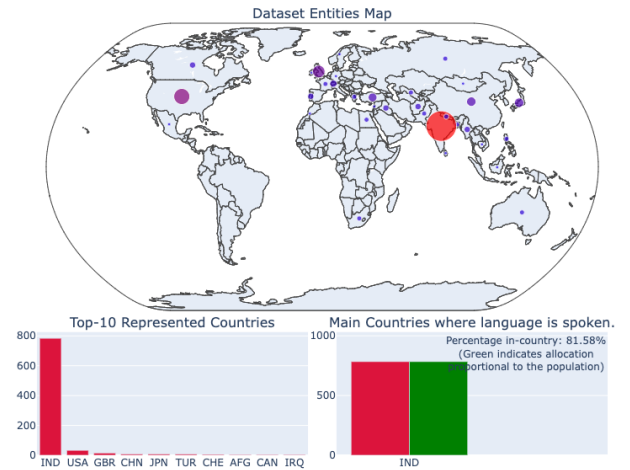 Dataset Entities Map
Top-10 Represented Countries
800
600
400
200
0
IND USA GBR CHN JPN TUR CHE AFG CAN IRQ
Main Countries where language is spoken.
1000
500
0
Percentage in-country: 81.58%
(Green indicates allocation
proportional to the population)
IND